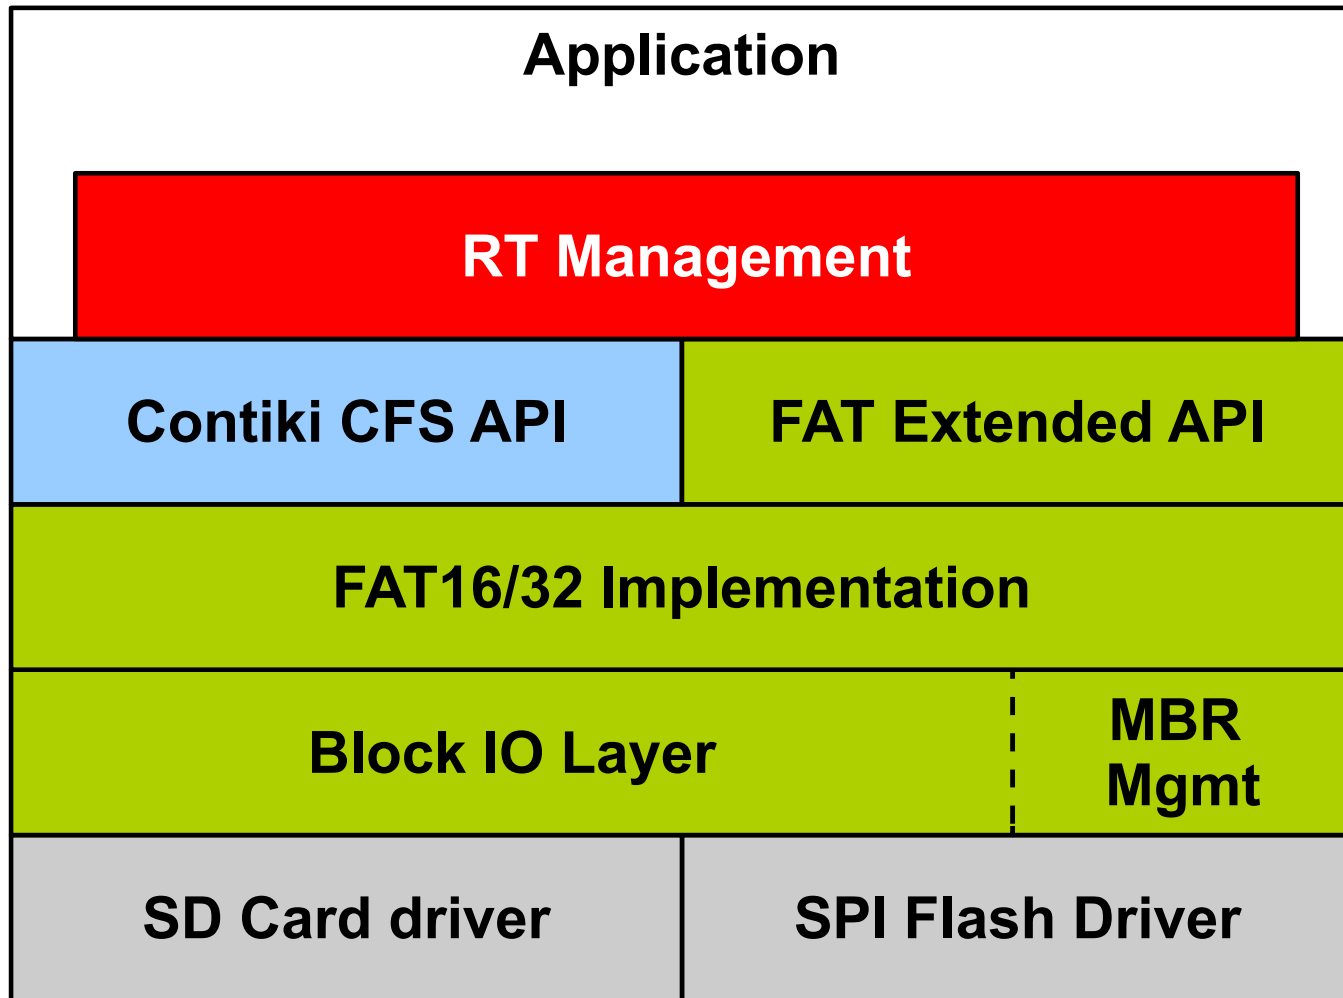 Application
RT Management
Contiki CFS API
FAT Extended API
FAT16/32 Implementation
Block IO Layer
MBR
Mgmt
SD Card driver
SPI Flash Driver